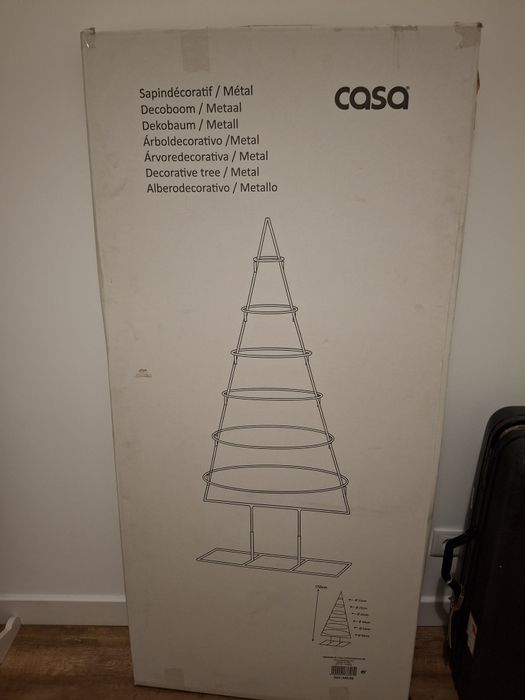 casa
Sapindécoratif / Métal
Decoboom / Metaal
Dekobaum / Metall
Árboldecorativo /Metal
Árvoredecorativa / Metal
Decorative tree / Metal
Alberodecorativo / Metallo